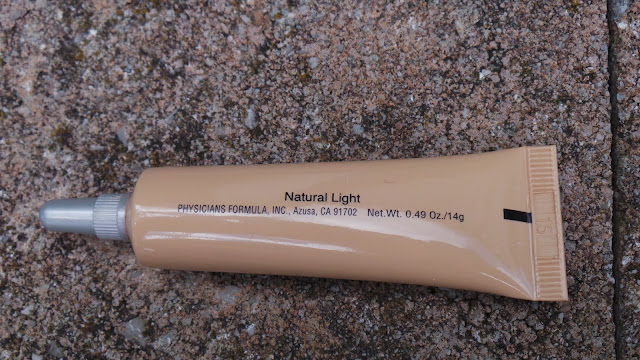 Natural Light
PHYSICIANS FORMULA, INC., Azusa, CA 91702 Net.Wt. 0.49 Oz./14g